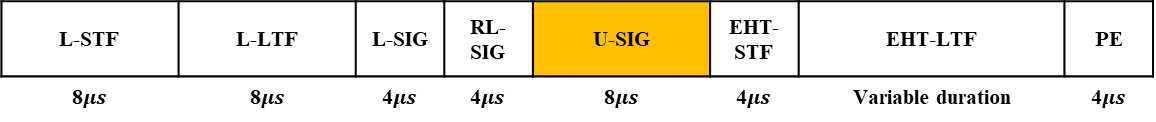 L-STF
L-LTF
L-SIG
RL-
SIG
U-SIG
EHT-
STF
EHT-LTF
PE
8μs
8μs
4μs
4μs
8μs
4μs
Variable duration
4μs